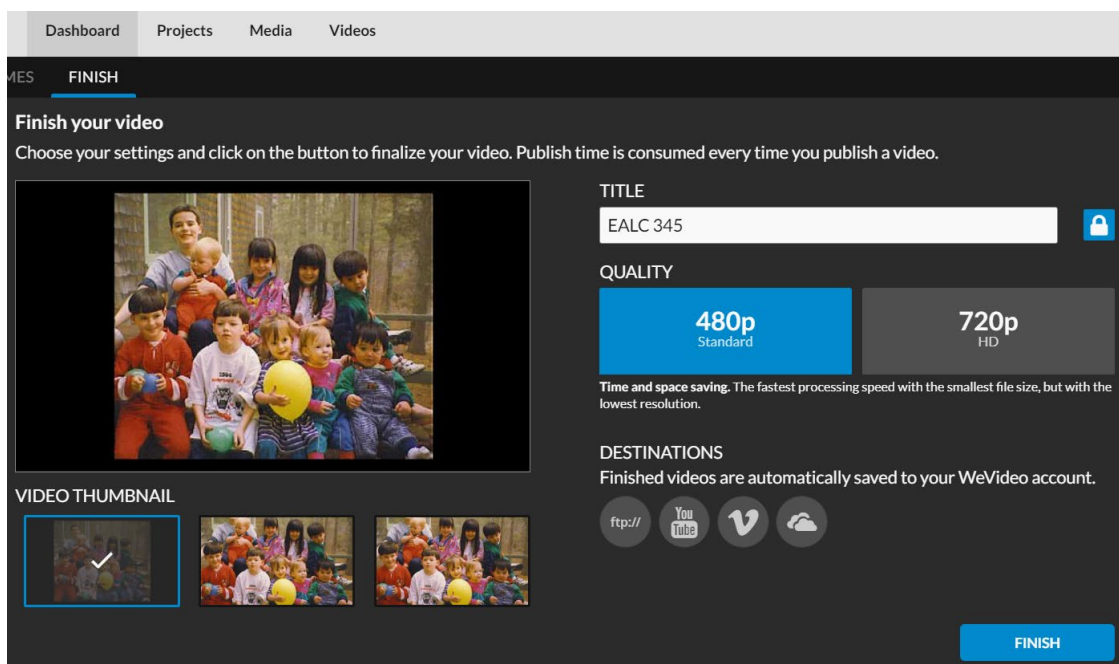 Dashboard Projects Media Videos
MES FINISH
Finish your video
Choose your settings and click on the button to finalize your video. Publish time is consumed every time you publish a video.
TITLE
EALC 345
QUALITY
480p
Standard
720p
HD
Time and space saving. The fastest processing speed with the smallest file size, but with the
lowest resolution.
DESTINATIONS
Finished videos are automatically saved to your WeVideo account.
ftp://
You
Tube
VIDEO THUMBNAIL
FINISH